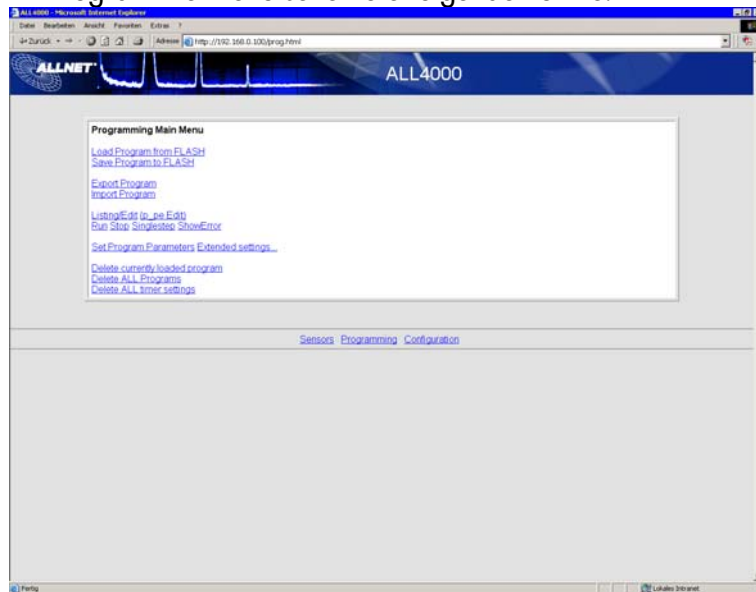 ALL4000 - Microsoft Internet Explorer
Datei Bearbeiten Ansicht Favoriten Extras ?
Zurück Adresse http://192.168.0.100/prog.html
ALLNET
ALL4000
Programming Main Menu
Load Program from FLASH
Save Program to FLASH
Export Program
Import Program
Listing/Edit (p_pe.Edit)
Run Stop Singlestep ShowError
Set Program Parameters Extended settings...
Delete currently loaded program
Delete ALL Programs
Delete ALL timer settings
Sensors Programming Configuration
Fertig Lokales Intranet